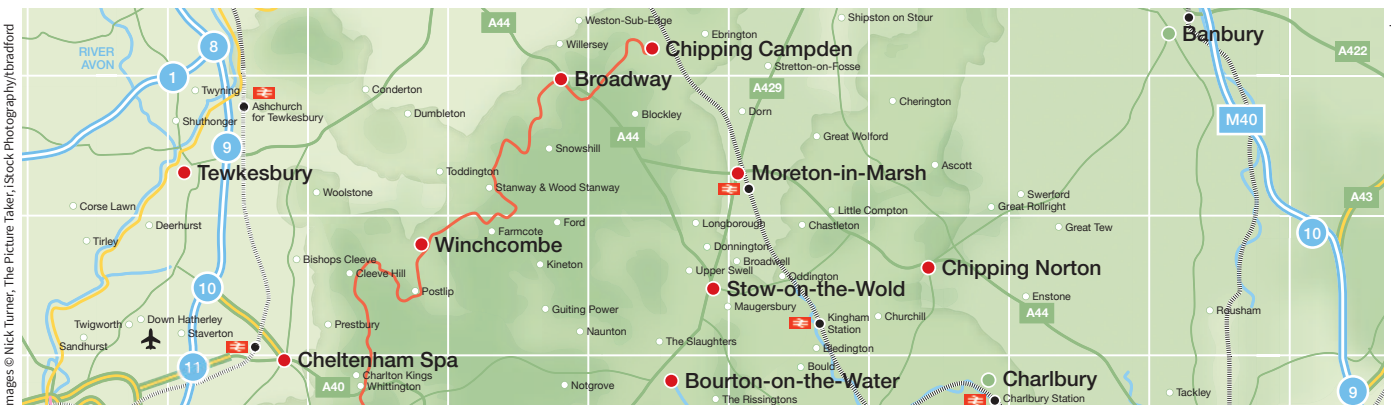 mages © Nick Turner, The Picture Taker, iStock Photography/tbradford
A44
Weston-Sub-Edge
Shipston on Stour
Ebrington
Banbury
8
RIVER
AVON
Willersey
Chipping Campden
A422
Stretton-on-Fosse
1
Broadway
Twyning
Conderton
A429
Cherington
Ashchurch
for Tewkesbury
Dumbleton
Blockley
Dorn
Shuthonger
M40
A44
Great Wolford
9
Snowshill
Ascott
Tewkesbury
Toddington
Moreton-in-Marsh
Woolstone
Stanway & Wood Stanway
Swerford
A43
Corse Lawn
Little Compton
Great Rollright
Deerhurst
Ford
Longborough
Chastleton
Great Tew
Farmcote
10
Tirley
Winchcombe
Donnington
Bishops Cleeve
Kineton
Broadwell
Chipping Norton
Cleeve Hill
Upper Swell
Oddington
10
Postlip
Stow-on-the-Wold
Enstone
Guiting Power
Maugersbury
Rousham
A44
Down Hatherley
Twigworth
Prestbury
Kingham
Station
Churchill
Staverton
Naunton
Sandhurst
The Slaughters
Bledington
Cheltenham Spa
11
Bould
Charlton Kings
A40
Whittington
Notgrove
Bourton-on-the-Water
Charlbury
Tackley
9
The Rissingtons
Charlbury Station